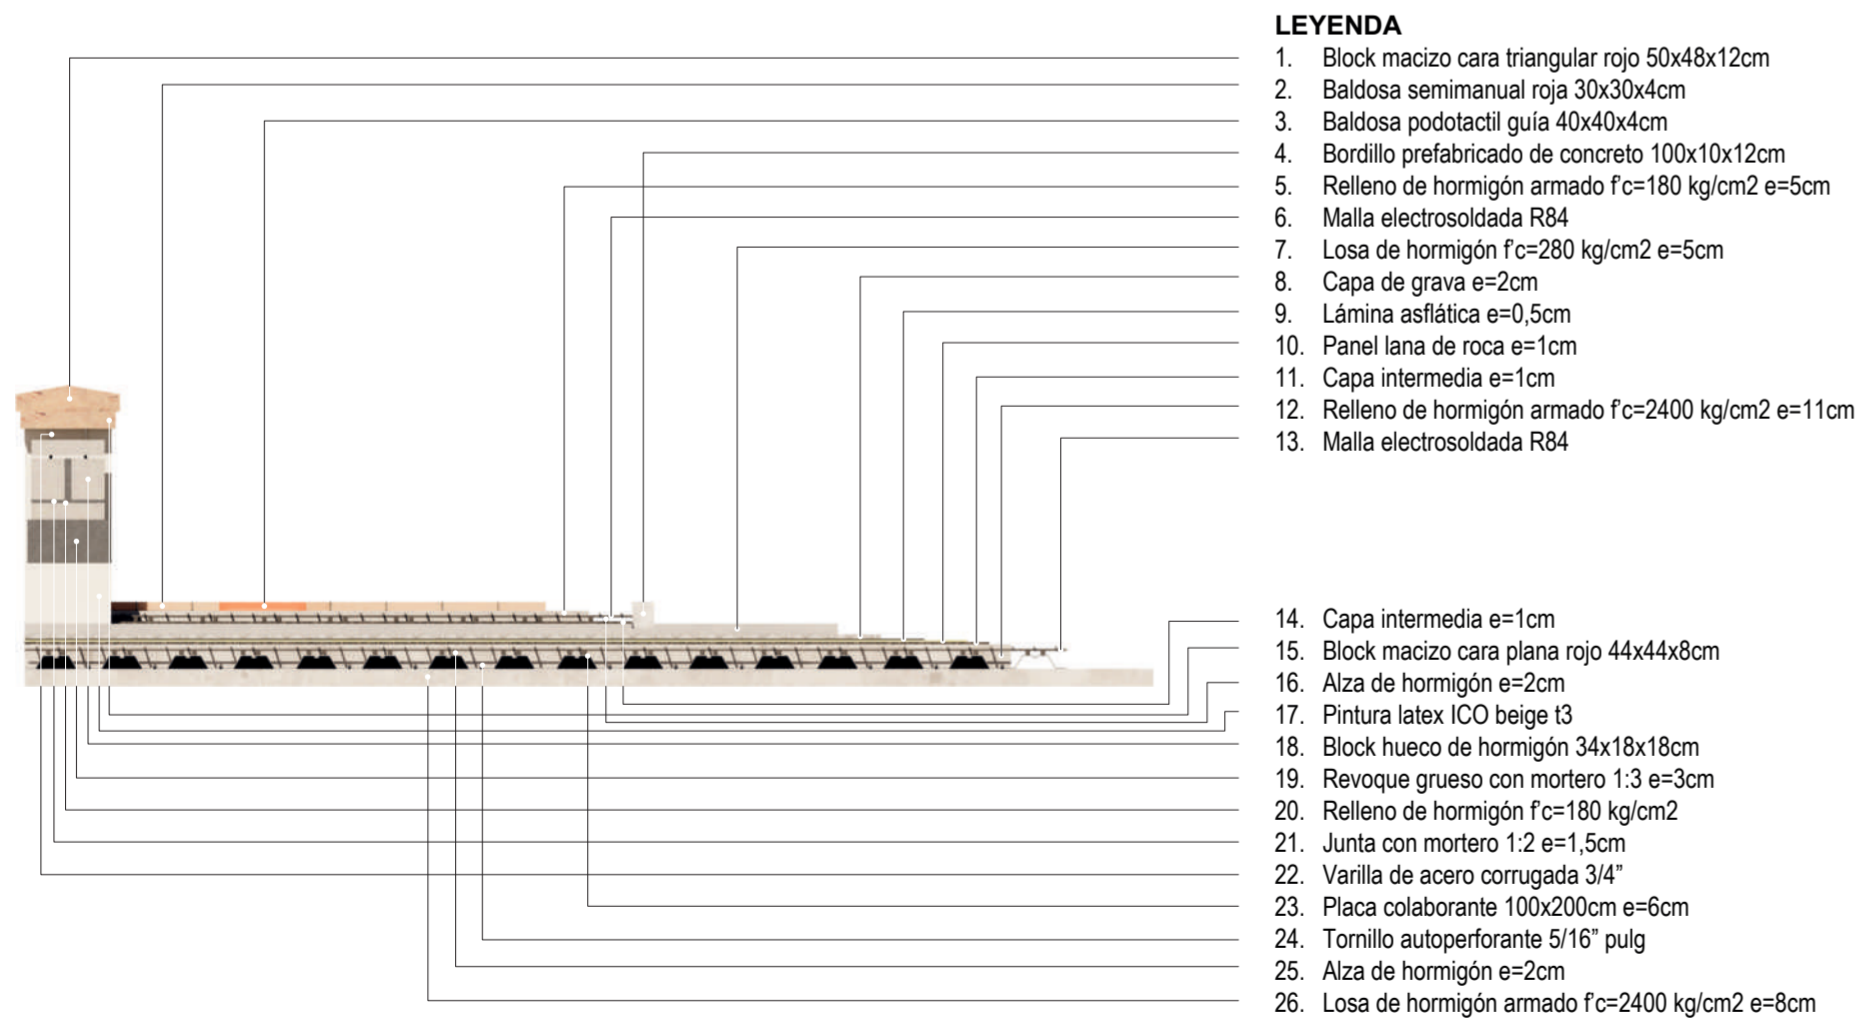 LEYENDA
1. Block macizo cara triangular rojo 50x48x12cm
2. Baldosa semimanual roja 30x30x4cm
3. Baldosa podotactil guía 40x40x4cm
4. Bordillo prefabricado de concreto 100x10x12cm
5. Relleno de hormigón armado f'c=180 kg/cm2 e=5cm
6. Malla electrosoldada R84
7. Losa de hormigón f'c=280 kg/cm2 e=5cm
8. Capa de grava e=2cm
9. Lámina asflática e=0,5cm
10. Panel lana de roca e=1cm
11. Capa intermedia e=1cm
12. Relleno de hormigón armado f'c=2400 kg/cm2 e=11cm
13. Malla electrosoldada R84
14. Capa intermedia e=1cm
15. Block macizo cara plana rojo 44x44x8cm
16. Alza de hormigón e=2cm
17. Pintura latex ICO beige t3
18. Block hueco de hormigón 34x18x18cm
19. Revoque grueso con mortero 1:3 e=3cm
20. Relleno de hormigón f'c=180 kg/cm2
21. Junta con mortero 1:2 e=1,5cm
22. Varilla de acero corrugada 3/4”
23. Placa colaborante 100x200cm e=6cm
24. Tornillo autoperforante 5/16” pulg
25. Alza de hormigón e=2cm
26. Losa de hormigón armado f'c=2400 kg/cm2 e=8cm